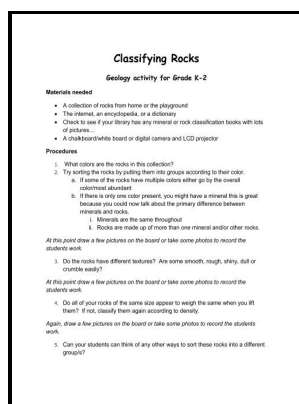 Classifying Rocks
Geology activity for Grade K-2
Materials needed
• A collection of rocks from home or the playground
• The internet, an encyclopedia, or a dictionary
• Check to see if your library has any mineral or rock classification books with lots
of pictures…
• A chalkboard/white board or digital camera and LCD projector
Procedures
1. What colors are the rocks in this collection?
2. Try sorting the rocks by putting them into groups according to their color.
a. If some of the rocks have multiple colors either go by the overall
color/most abundant
b. If there is only one color present, you might have a mineral this is great
because you could now talk about the primary difference between
minerals and rocks.
i. Minerals are the same throughout
ii. Rocks are made up of more than one mineral and/or other rocks.
At this point draw a few pictures on the board or take some photos to record the
students work.
3. Do the rocks have different textures? Are some smooth, rough, shiny, dull or
crumble easily?
At this point draw a few pictures on the board or take some photos to record the
students work.
4. Do all of your rocks of the same size appear to weigh the same when you lift
them? If not, classify them again according to density.
Again, draw a few pictures on the board or take some photos to record the students
work.
5. Can your students can think of any other ways to sort these rocks into a different
group/s?